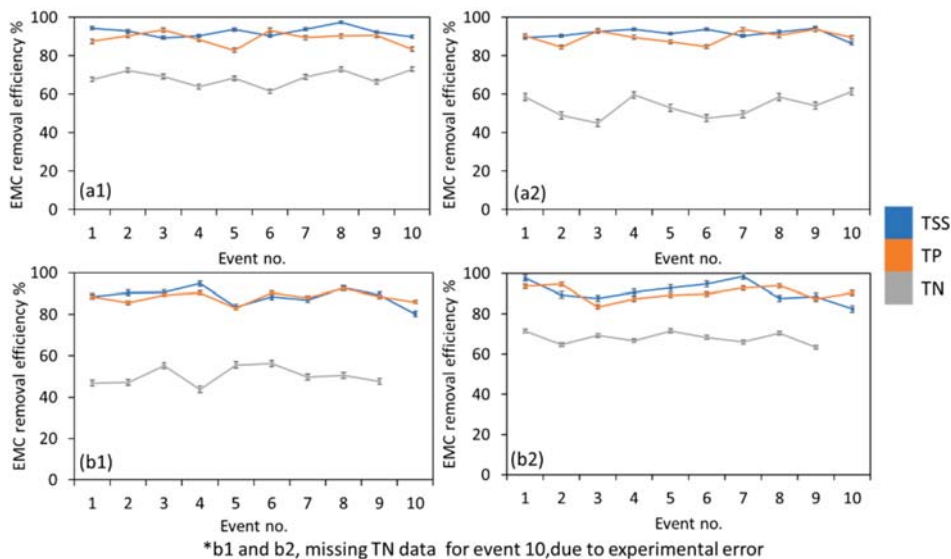 EMC removal efficiency %
100
80
60
40
20
0
(a1)
1 2 3 4 5 6 7 8 9 10
Event no.
EMC removal efficiency %
100
80
60
40
20
0
(a2)
1 2 3 4 5 6 7 8 9 10
Event no.
TSS
TP
TN
EMC removal efficiency %
100
80
60
40
20
0
(b1)
1 2 3 4 5 6 7 8 9 10
Event no.
EMC removal efficiency %
100
80
60
40
20
0
(b2)
1 2 3 4 5 6 7 8 9 10
Event no.
*b1 and b2, missing TN data for event 10,due to experimental error